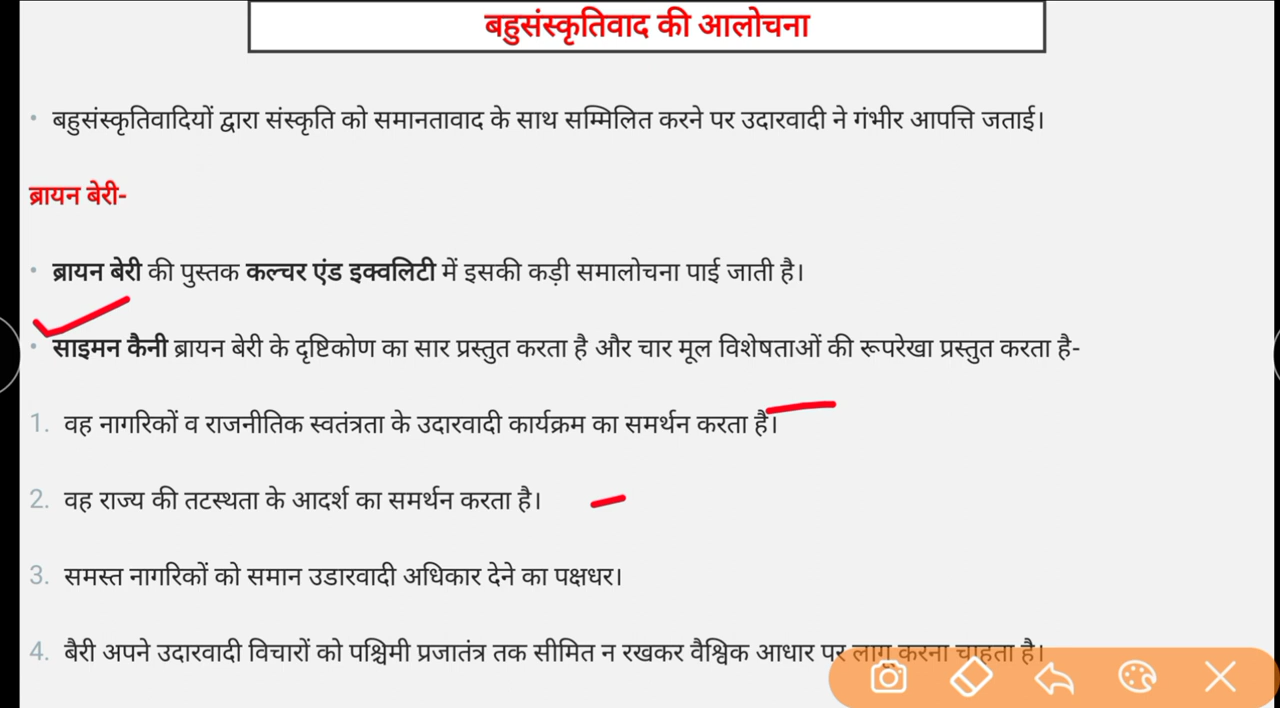 बहुसंस्कृतिवाद की आलोचना
• बहुसंस्कृतिवादियों द्वारा संस्कृति को समानतावाद के साथ सम्मिलित करने पर उदारवादी ने गंभीर आपत्ति जताई।
ब्रायन बेरी-
• ब्रायन बेरी की पुस्तक कल्चर एंड इक्वलिटी में इसकी कड़ी समालोचना पाई जाती है।
• साइमन कैनी ब्रायन बेरी के दृष्टिकोण का सार प्रस्तुत करता है और चार मूल विशेषताओं की रूपरेखा प्रस्तुत करता है-
1. वह नागरिकों व राजनीतिक स्वतंत्रता के उदारवादी कार्यक्रम का समर्थन करता है।
2. वह राज्य की तटस्थता के आदर्श का समर्थन करता है।
3. समस्त नागरिकों को समान उडारवादी अधिकार देने का पक्षधर।
4. बैरी अपने उदारवादी विचारों को पश्चिमी प्रजातंत्र तक सीमित न रखकर वैश्विक आधार पर लागू करना चाहता है।